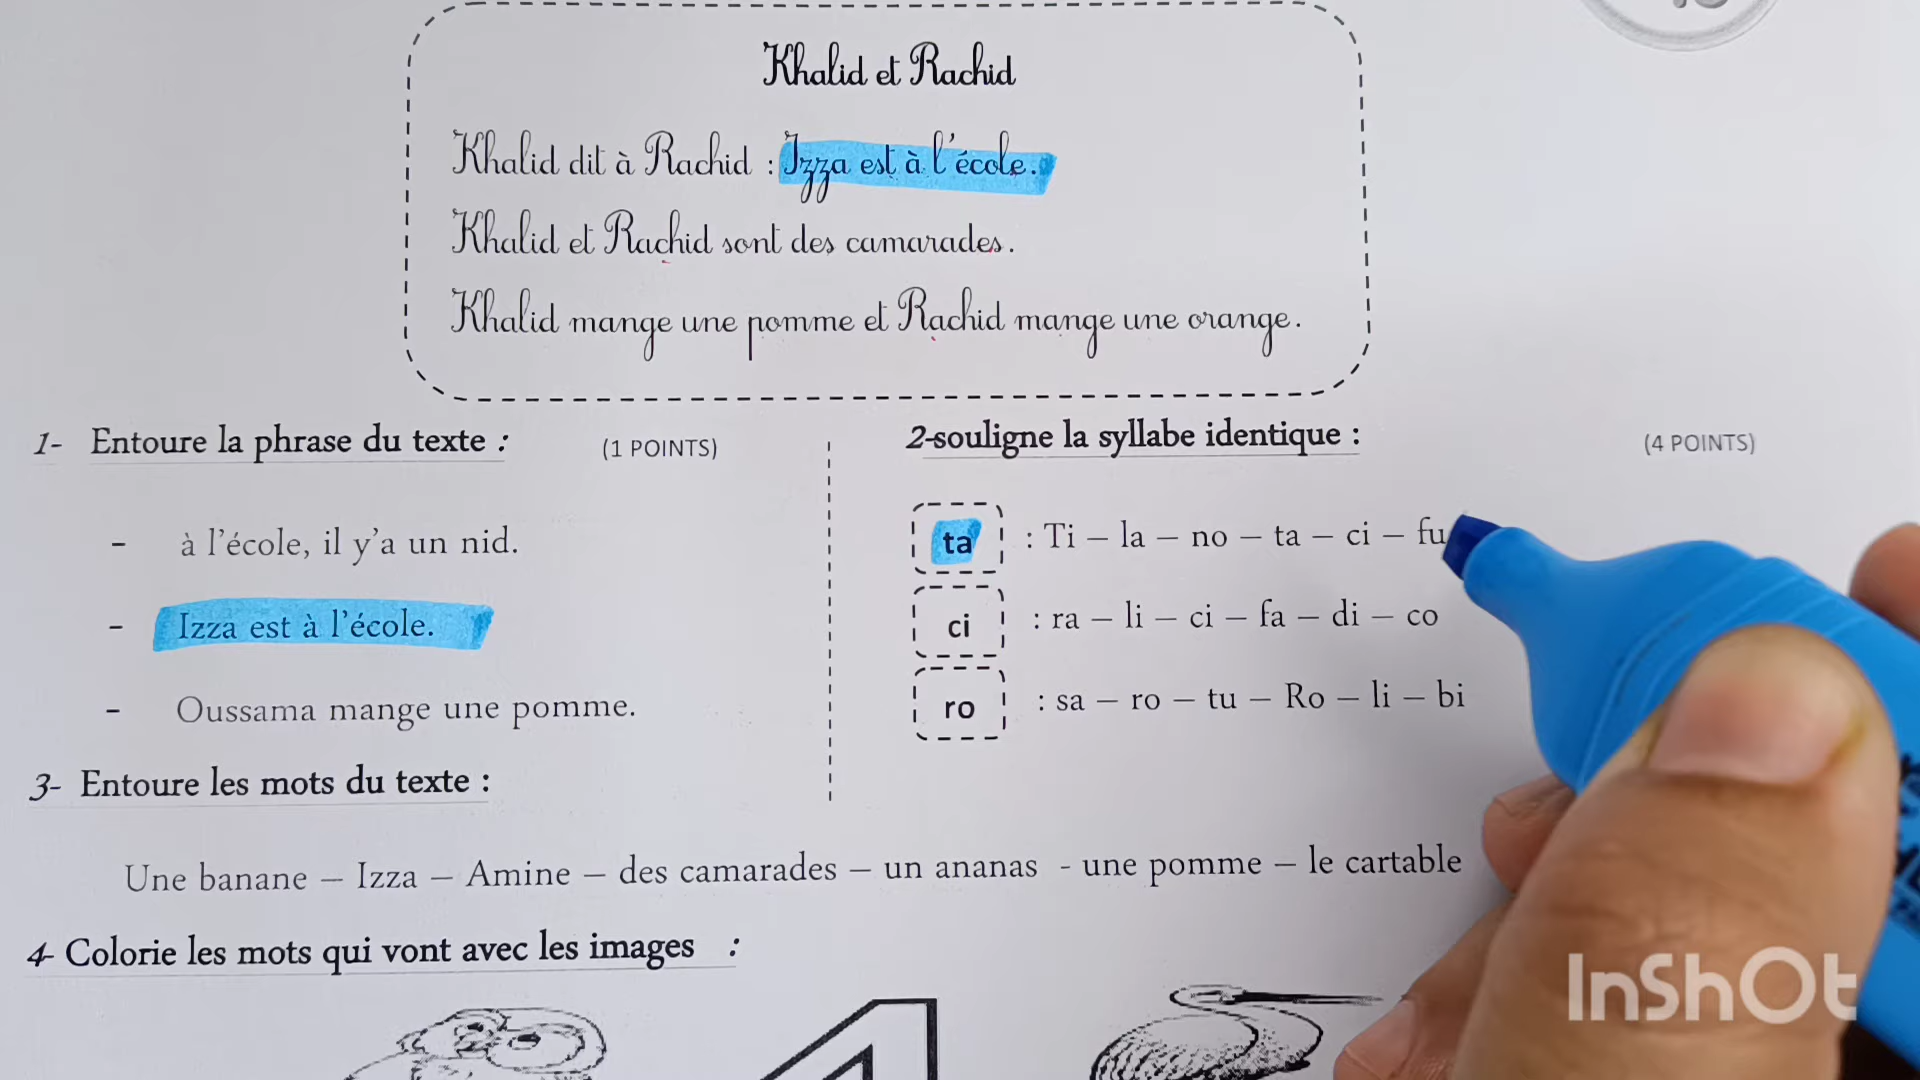 Khalid et Rachid
Khalid dit à Rachid : Izza est à l'école.
Khalid et Rachid sont des camarades.
Khalid mange une pomme et Rachid mange une orange.
1- Entoure la phrase du texte : (1 POINTS)
- à l'école, il y'a un nid.
- Izza est à l'école.
- Oussama mange une pomme.
2-souligne la syllabe identique : (4 POINTS)
ta : Ti – la – no – ta – ci – fu
ci : ra – li – ci – fa – di – co
ro : sa – ro – tu – Ro – li – bi
3- Entoure les mots du texte :
Une banane – Izza – Amine – des camarades – un ananas - une pomme – le cartable
4- Colorie les mots qui vont avec les images :
InShOt